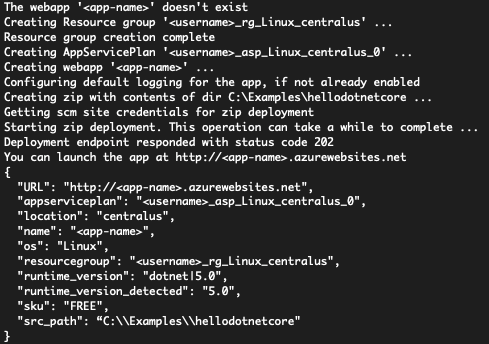 The webapp '<app-name>' doesn't exist
Creating Resource group '<username>_rg_Linux_centralus' ...
Resource group creation complete
Creating AppServicePlan '<username>_asp_Linux_centralus_0' ...
Creating webapp '<app-name>' ...
Configuring default logging for the app, if not already enabled
Creating zip with contents of dir C:\Examples\hellodotnetcore ...
Getting scm site credentials for zip deployment
Starting zip deployment. This operation can take a while to complete ...
Deployment endpoint responded with status code 202
You can launch the app at http://<app-name>.azurewebsites.net
{
  "URL": "http://<app-name>.azurewebsites.net",
  "appserviceplan": "<username>_asp_Linux_centralus_0",
  "location": "centralus",
  "name": "<app-name>",
  "os": "Linux",
  "resourcegroup": "<username>_rg_Linux_centralus",
  "runtime_version": "dotnet|5.0",
  "runtime_version_detected": "5.0",
  "sku": "FREE",
  "src_path": “C:\\Examples\\hellodotnetcore"
}